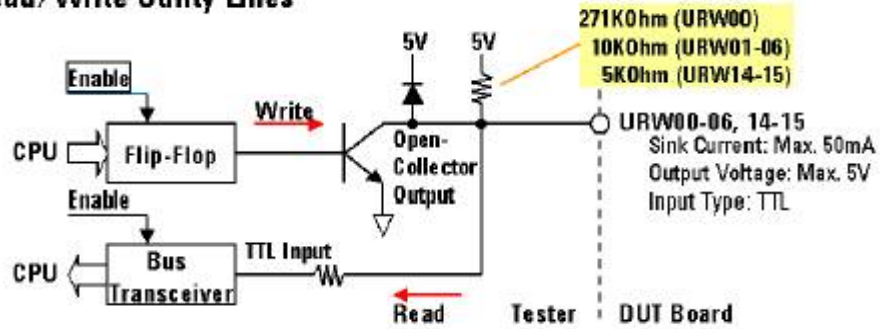 Write Utility Lines
271KOhm (URW00)
10KOhm (URW01-06)
5KOhm (URW14-15)
5V 5V
Enable
Write
CPU
Flip-Flop
Open-
Collector
Output
URW00-06, 14-15
Sink Current: Max. 50mA
Output Voltage: Max. 5V
Input Type: TTL
Enable
CPU
Bus
Transceiver
TTL Input
Read
Tester
DUT Board